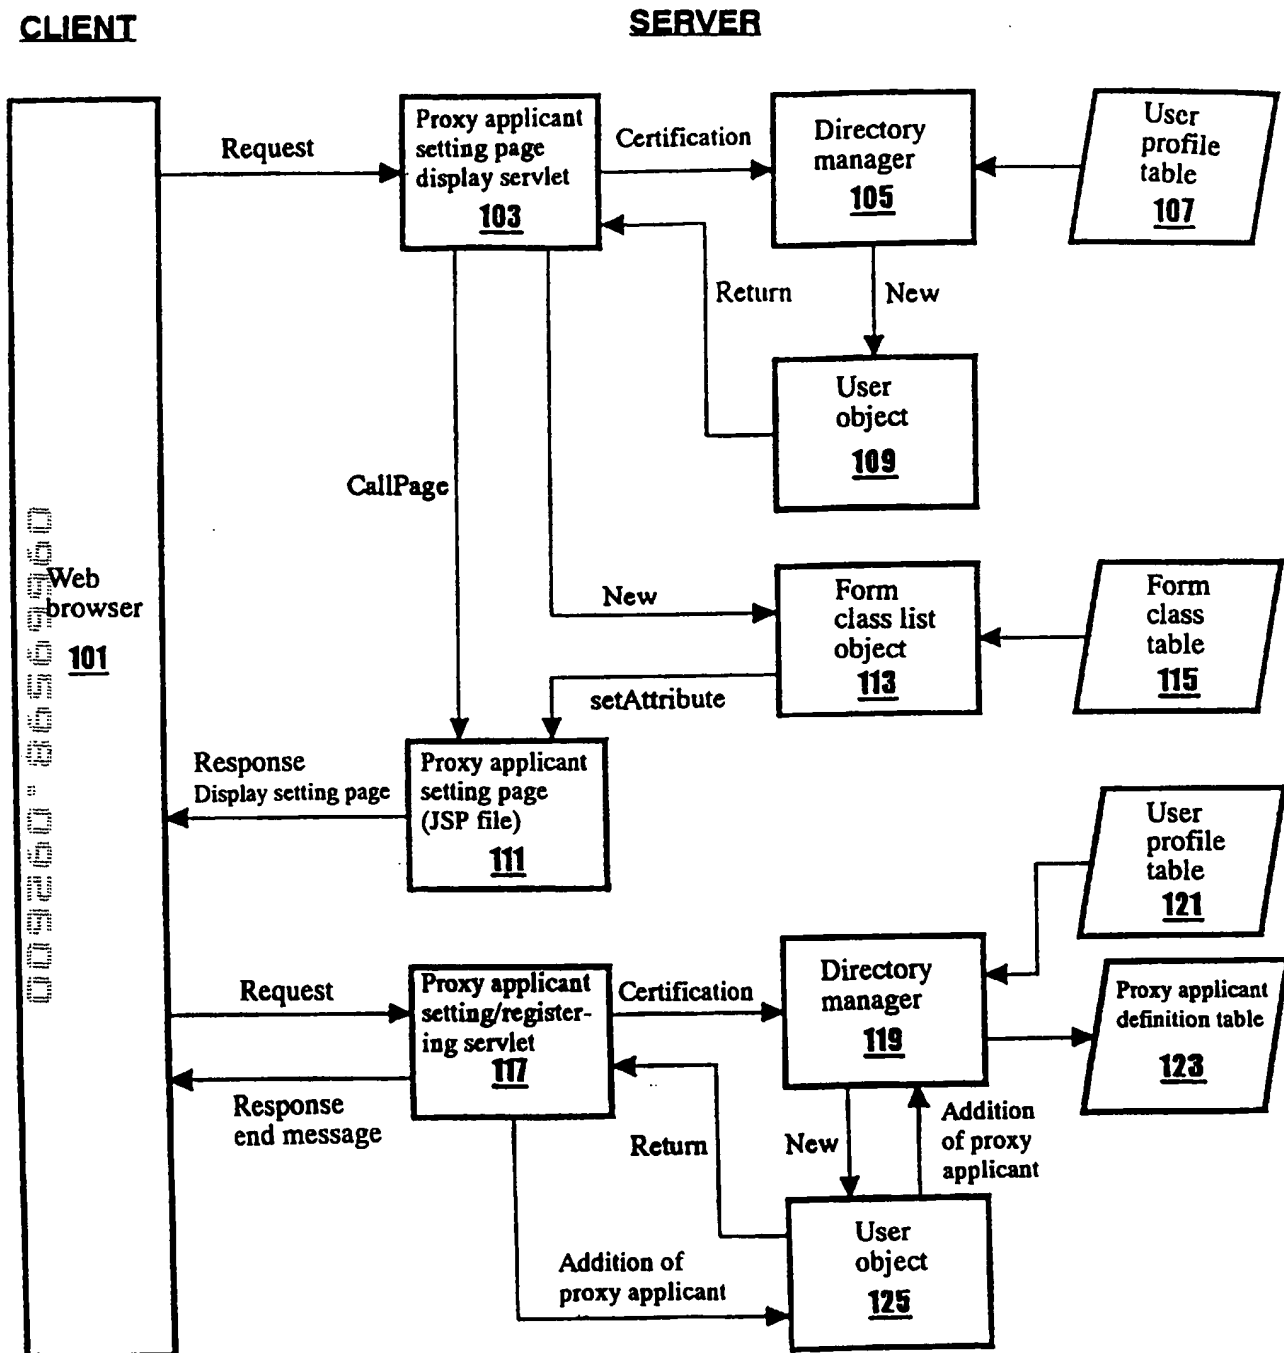 CLIENT
SERVER
Request
Proxy applicant
setting page
display servlet
103
Certification
Directory
manager
105
User
profile
table
107
Return
New
User
object
109
CallPage
Web
browser
101
New
Form
class list
object
113
Form
class
table
115
setAttribute
Response
Display setting page
Proxy applicant
setting page
(JSP file)
111
User
profile
table
121
Request
Proxy applicant
setting/register-
ing servlet
117
Certification
Directory
manager
119
Proxy applicant
definition table
123
Response
end message
Return
New
Addition
of proxy
applicant
Addition of
proxy applicant
User
object
125